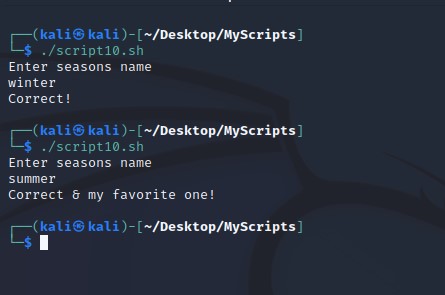 ┌──(kali㉿kali)-[~/Desktop/MyScripts]
└─$ ./script10.sh
Enter seasons name
winter
Correct!
┌──(kali㉿kali)-[~/Desktop/MyScripts]
└─$ ./script10.sh
Enter seasons name
summer
Correct & my favorite one!
┌──(kali㉿kali)-[~/Desktop/MyScripts]
└─$